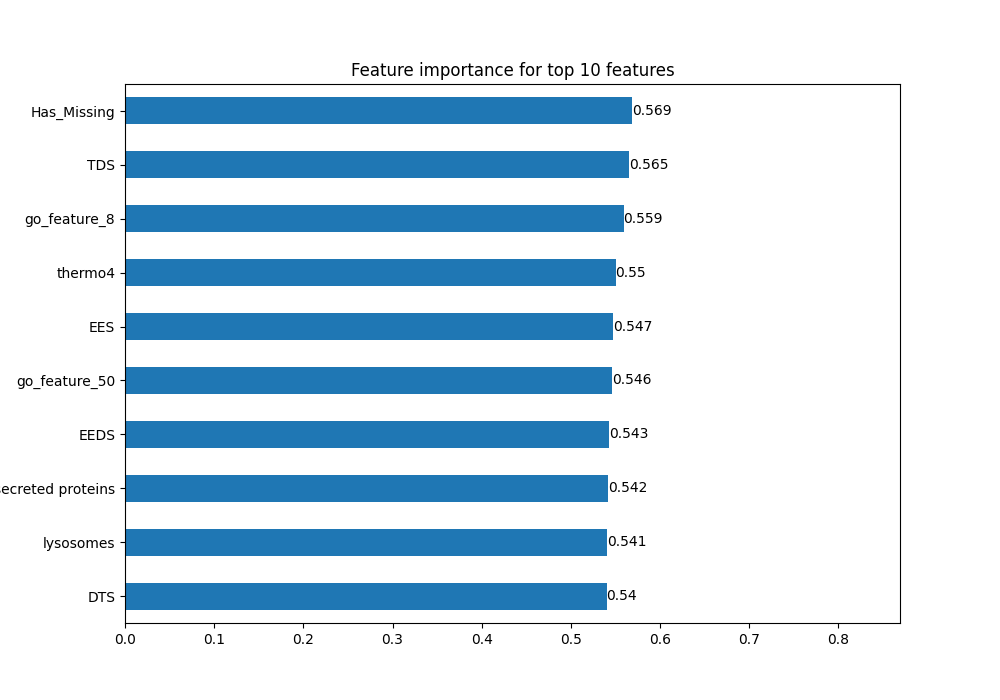 Feature importance for top 10 features
Has_Missing 0.569
TDS 0.565
go_feature_8 0.559
thermo4 0.55
EES 0.547
go_feature_50 0.546
EEDS 0.543
secreted proteins 0.542
lysosomes 0.541
DTS 0.54
0.0 0.1 0.2 0.3 0.4 0.5 0.6 0.7 0.8